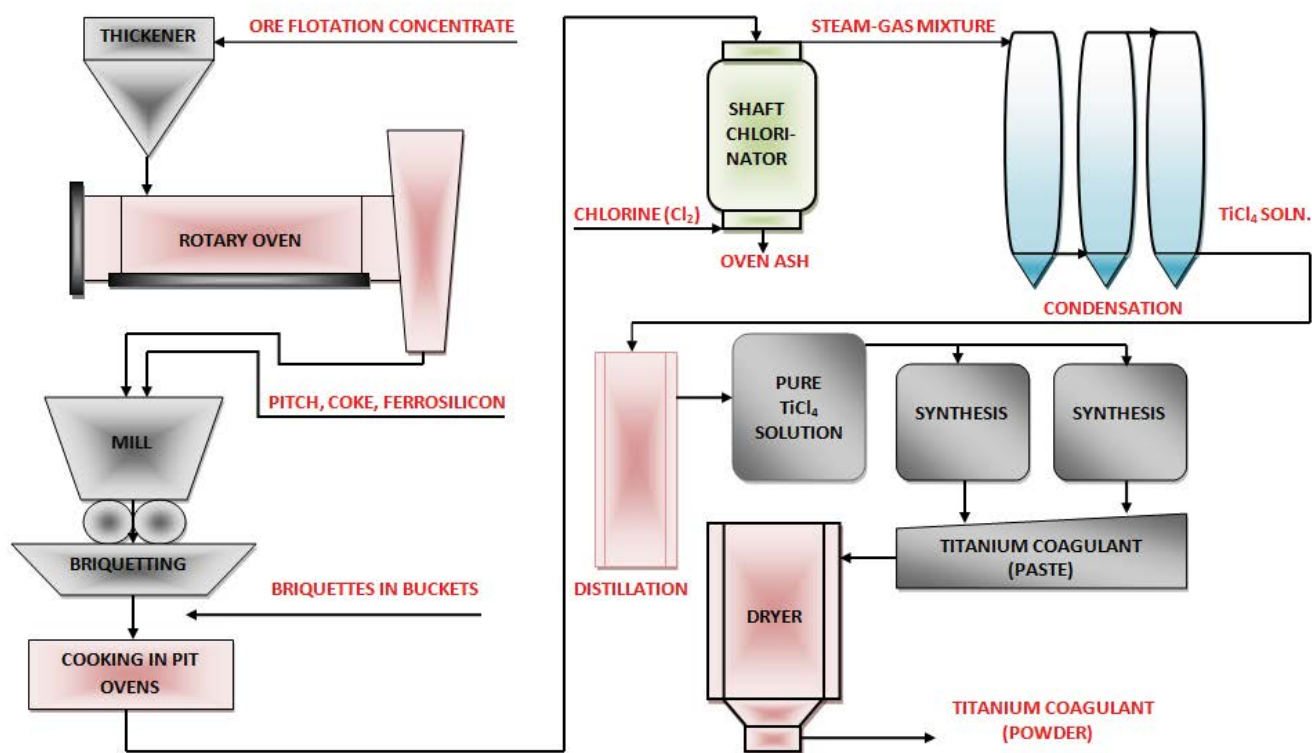 THICKENER
ORE FLOTATION CONCENTRATE
ROTARY OVEN
PITCH, COKE, FERROSILICON
MILL
BRIQUETTING
BRIQUETTES IN BUCKETS
COOKING IN PIT
OVENS
STEAM-GAS MIXTURE
SHAFT
CHLORI-
NATOR
CHLORINE (Cl₂)
OVEN ASH
TiCl₄ SOLN.
CONDENSATION
DISTILLATION
PURE
TiCl₄
SOLUTION
SYNTHESIS
SYNTHESIS
TITANIUM COAGULANT
(PASTE)
DRYER
TITANIUM COAGULANT
(POWDER)